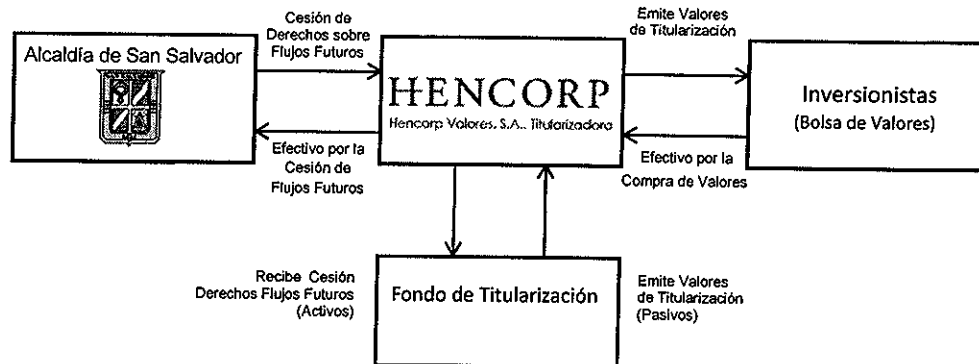 Alcaldía de San Salvador
Cesión de
Derechos sobre
Flujos Futuros
Efectivo por la
Cesión de
Flujos Futuros
HENCORP
Hencorp Valores, S.A., Titularizadora
Emite Valores
de Titularización
Efectivo por la
Compra de Valores
Inversionistas
(Bolsa de Valores)
Recibe Cesión
Derechos Flujos Futuros
(Activos)
Fondo de Titularización
Emite Valores
de Titularización
(Pasivos)